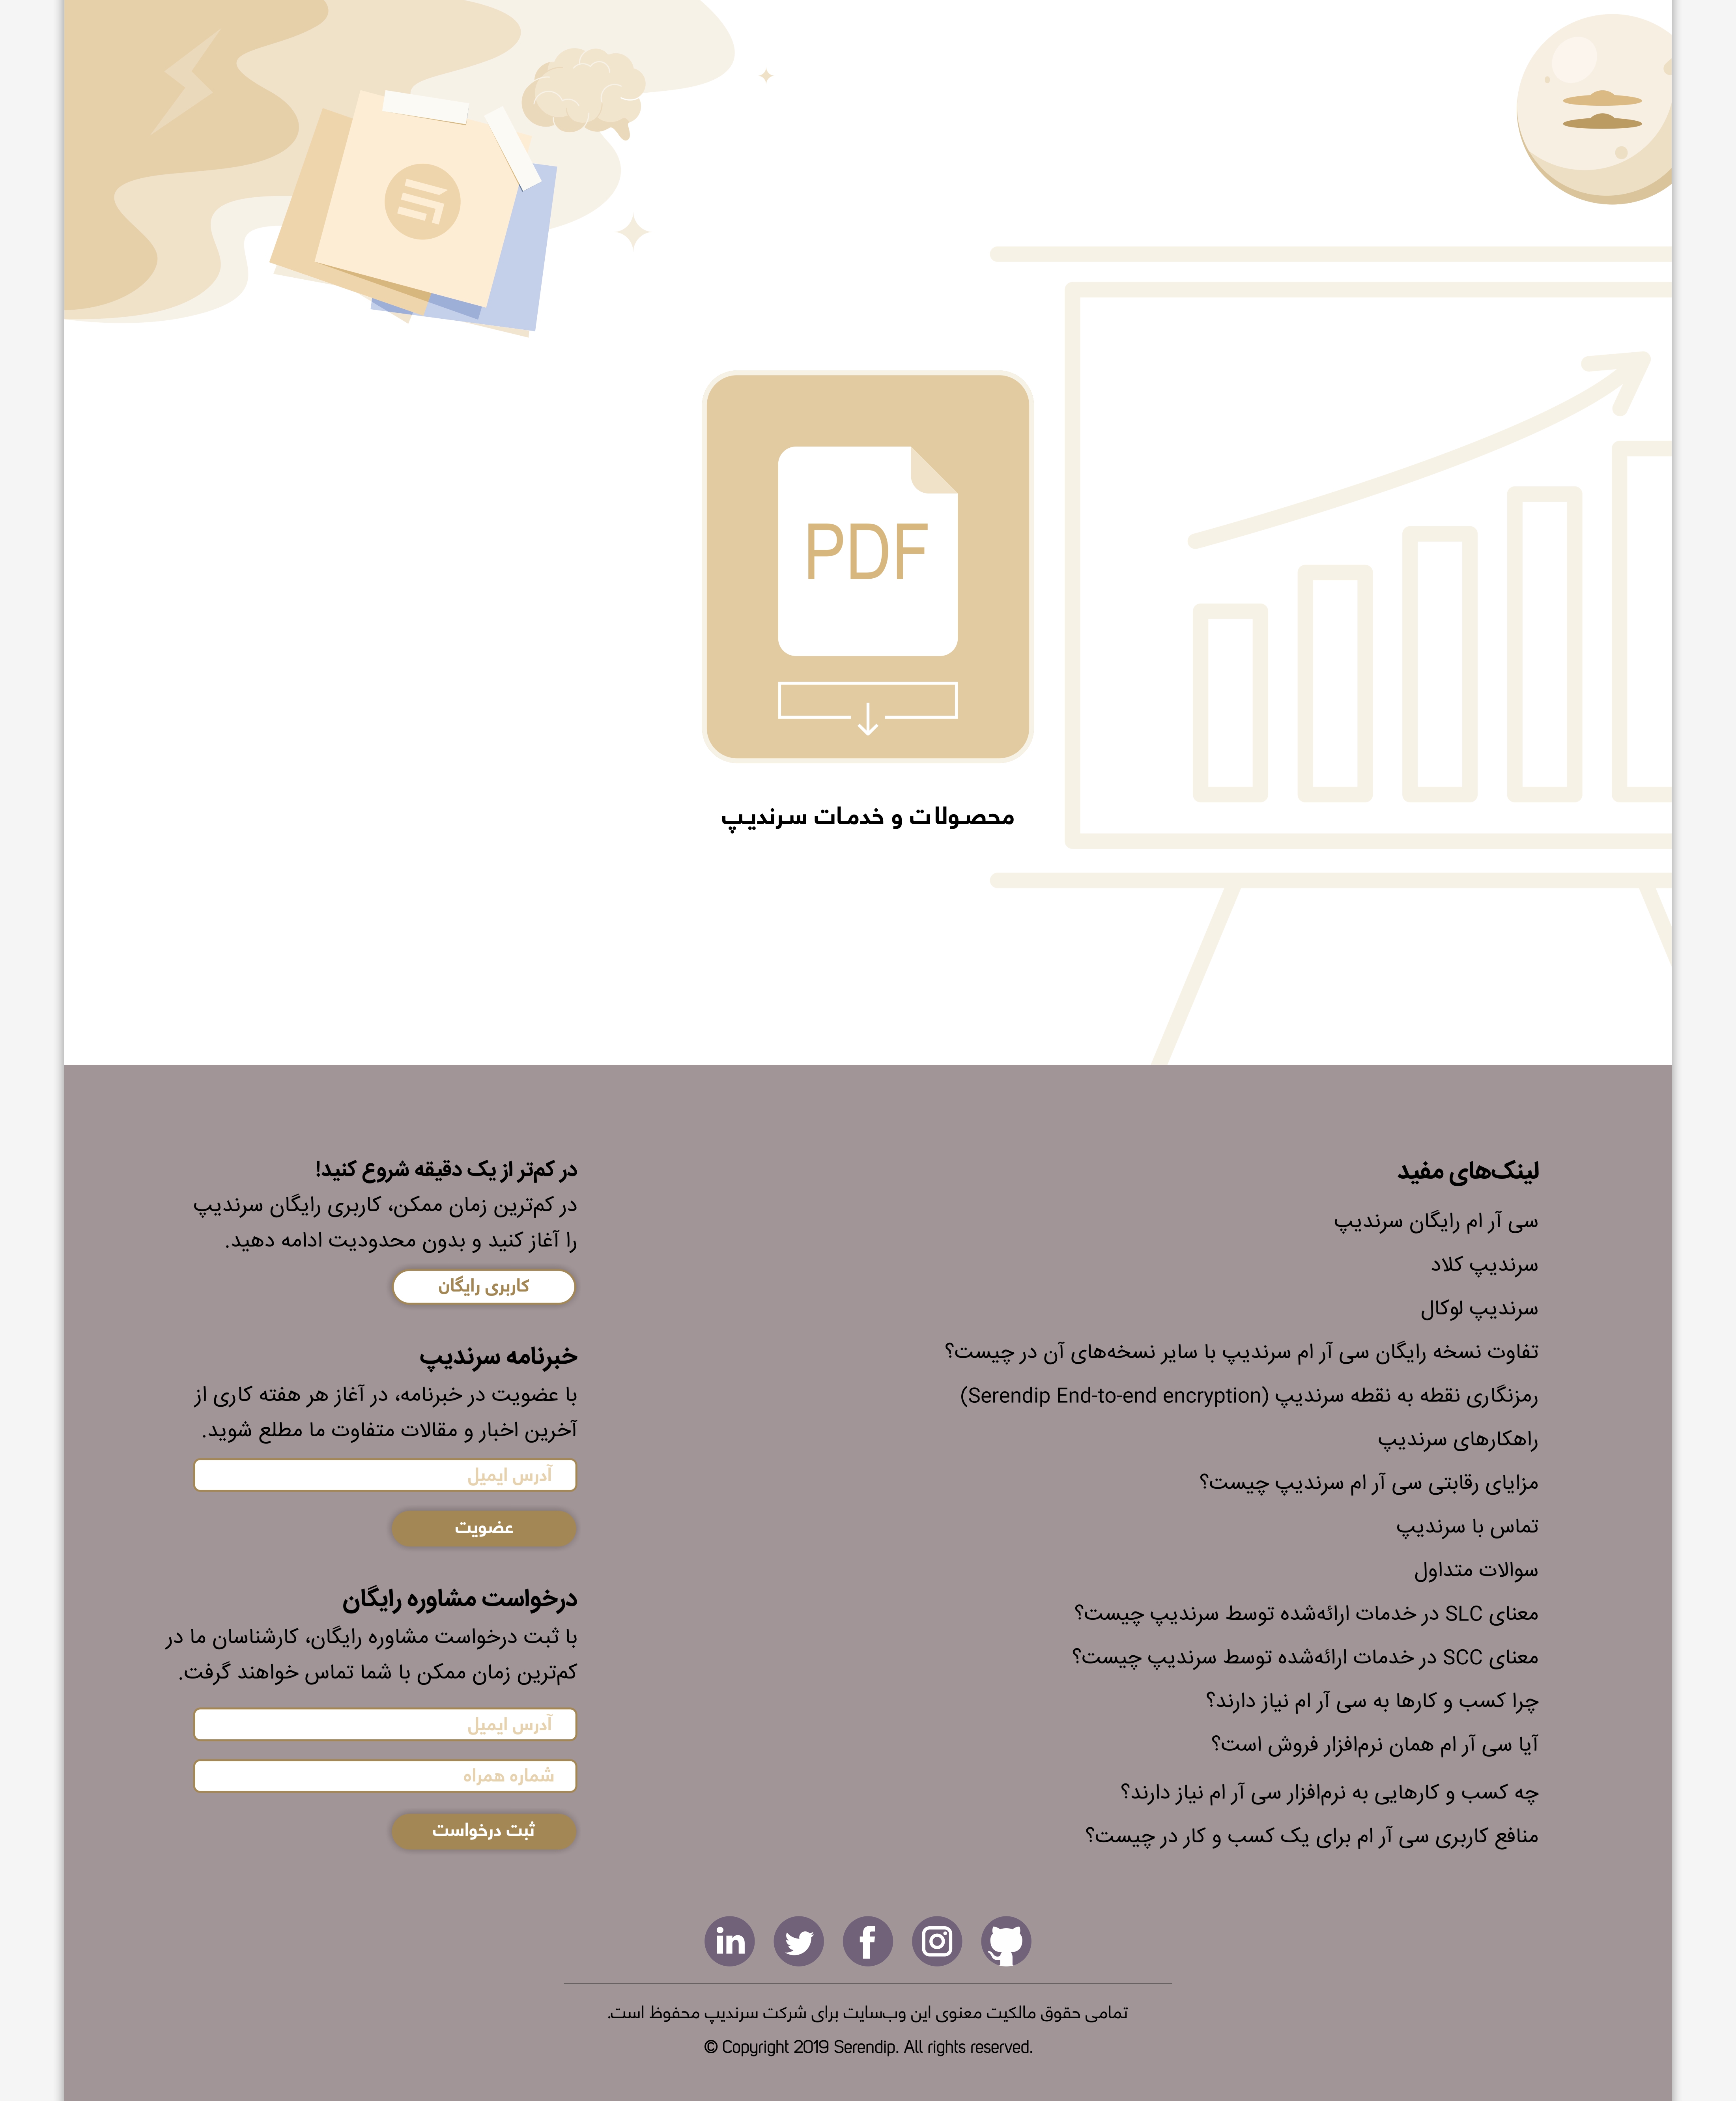 PDF
محصولات و خدمات سرندیپ
لینک‌های مفید
سی آر ام رایگان سرندیپ
سرندیپ کلاد
سرندیپ لوکال
تفاوت نسخه رایگان سی آر ام سرندیپ با سایر نسخه‌های آن در چیست؟
رمزنگاری نقطه به نقطه سرندیپ (Serendip End-to-end encryption)
راهکارهای سرندیپ
مزایای رقابتی سی آر ام سرندیپ چیست؟
تماس با سرندیپ
سوالات متداول
معنای SLC در خدمات ارائه‌شده توسط سرندیپ چیست؟
معنای SCC در خدمات ارائه‌شده توسط سرندیپ چیست؟
چرا کسب و کارها به سی آر ام نیاز دارند؟
آیا سی آر ام همان نرم‌افزار فروش است؟
چه کسب و کارهایی به نرم‌افزار سی آر ام نیاز دارند؟
منافع کاربری سی آر ام برای یک کسب و کار در چیست؟
در کم‌تر از یک دقیقه شروع کنید!
در کم‌ترین زمان ممکن، کاربری رایگان سرندیپ
را آغاز کنید و بدون محدودیت ادامه دهید.
کاربری رایگان
خبرنامه سرندیپ
با عضویت در خبرنامه، در آغاز هر هفته کاری از
آخرین اخبار و مقالات متفاوت ما مطلع شوید.
آدرس ایمیل
عضویت
درخواست مشاوره رایگان
با ثبت درخواست مشاوره رایگان، کارشناسان ما در
کم‌ترین زمان ممکن با شما تماس خواهند گرفت.
آدرس ایمیل
شماره همراه
ثبت درخواست
تمامی حقوق مالکیت معنوی این وب‌سایت برای شرکت سرندیپ محفوظ است.
© Copyright 2019 Serendip. All rights reserved.